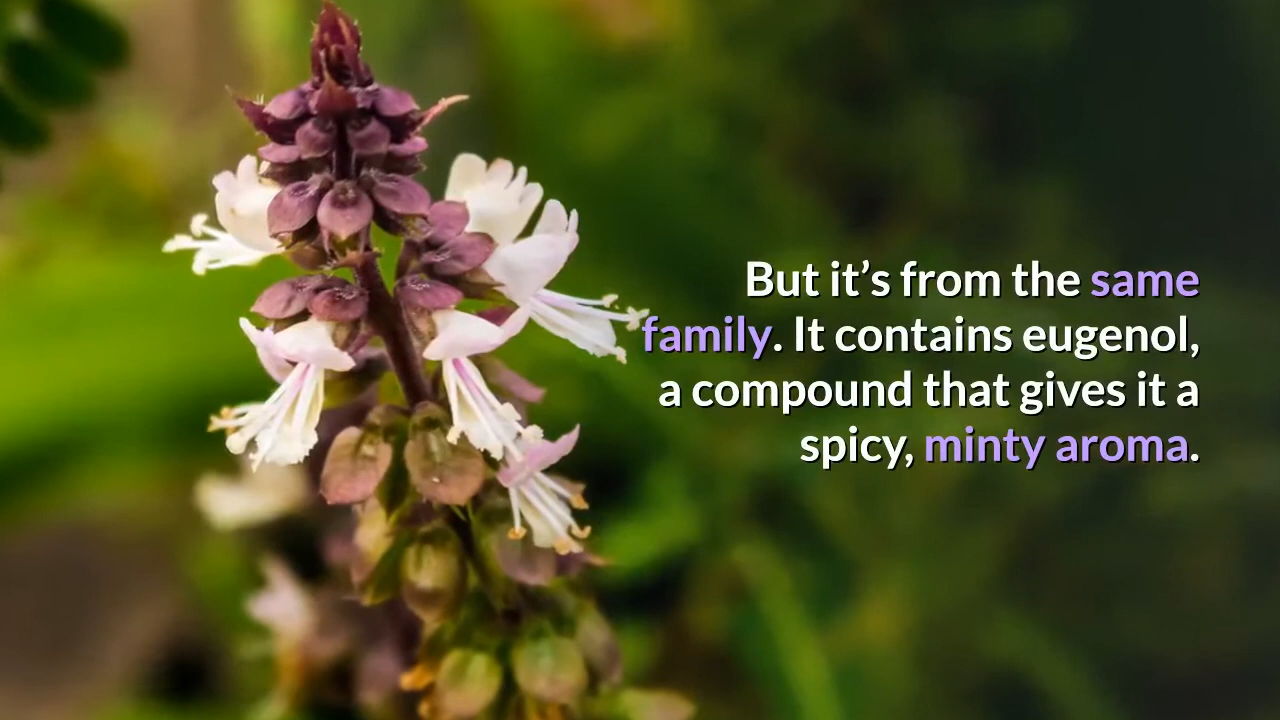 But it’s from the same
family. It contains eugenol,
a compound that gives it a
spicy, minty aroma.